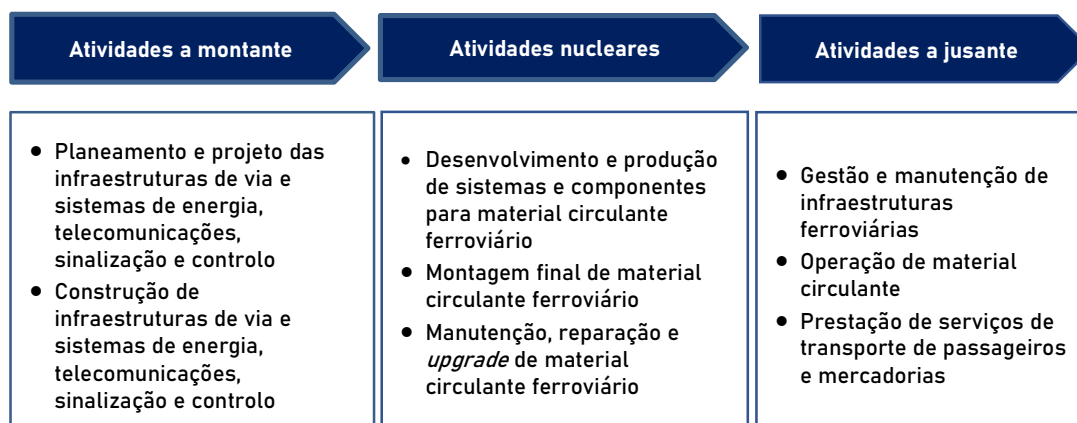 Atividades a montante
Atividades nucleares
Atividades a jusante
• Planeamento e projeto das
infraestruturas de via e
sistemas de energia,
telecomunicações,
sinalização e controlo
• Construção de
infraestruturas de via e
sistemas de energia,
telecomunicações,
sinalização e controlo
• Desenvolvimento e produção
de sistemas e componentes
para material circulante
ferroviário
• Montagem final de material
circulante ferroviário
• Manutenção, reparação e
upgrade de material
circulante ferroviário
• Gestão e manutenção de
infraestruturas
ferroviárias
• Operação de material
circulante
• Prestação de serviços de
transporte de passageiros
e mercadorias